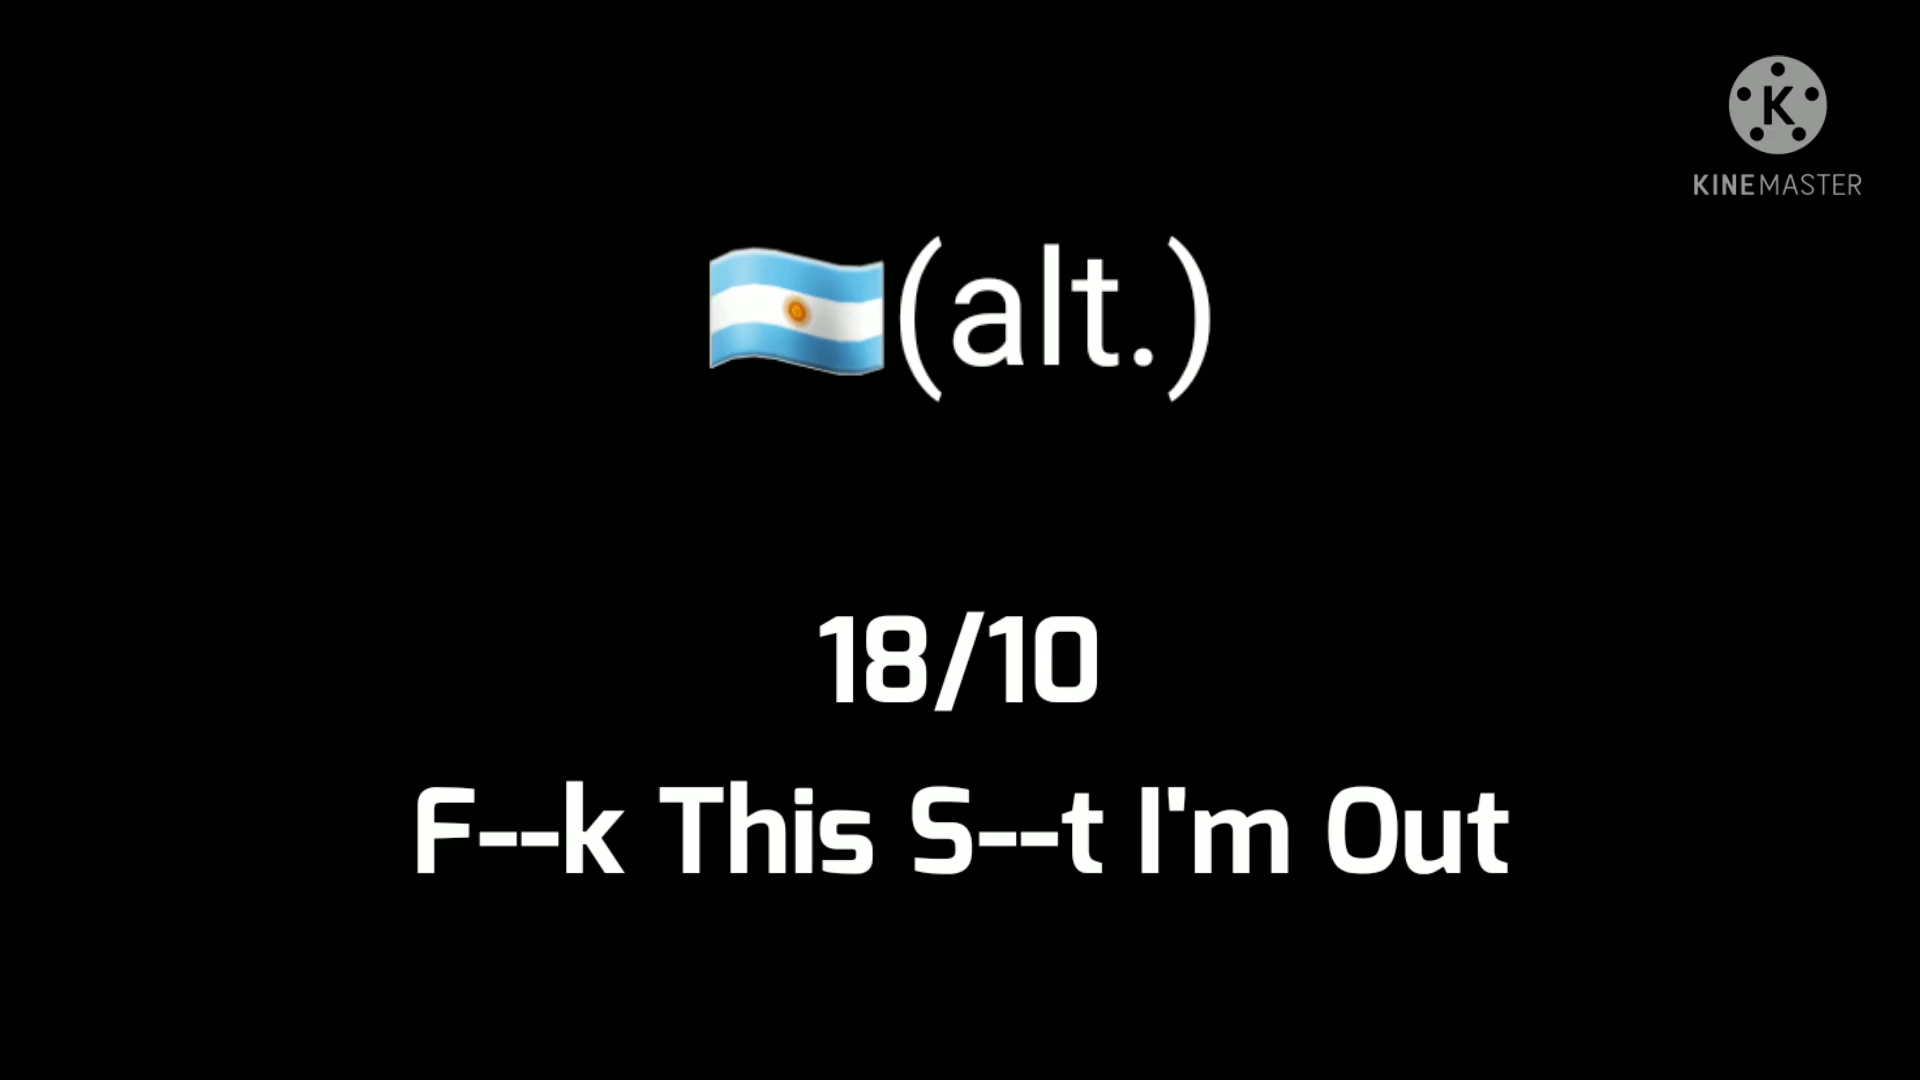 K
KINEMASTER
🇦🇷(alt.)
18/10
F--k This S--t I'm Out